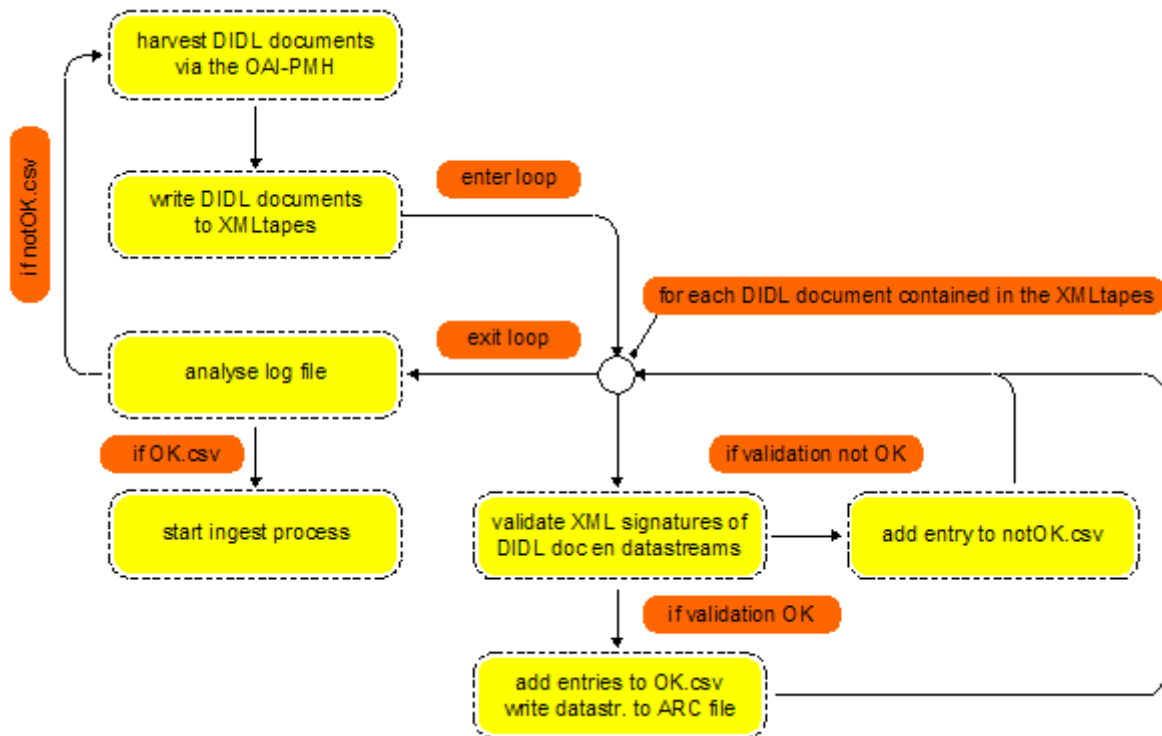 harvest DIDL documents
via the OAI-PMH
if notOK.csv
write DIDL documents
to XMLtapes
enter loop
for each DIDL document contained in the XMLtapes
exit loop
analyse log file
if OK.csv
if validation not OK
start ingest process
validate XML signatures of
DIDL doc en datastreams
add entry to notOK.csv
if validation OK
add entries to OK.csv
write datastr. to ARC file